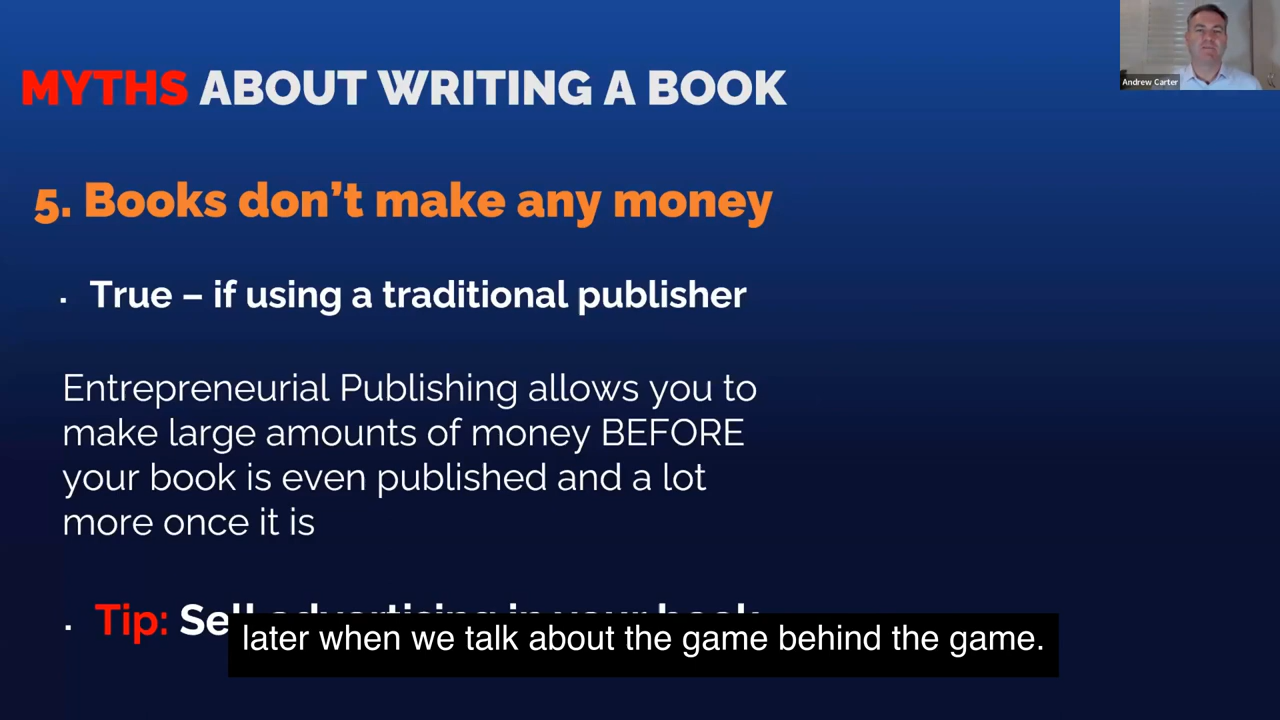 MYTHS ABOUT WRITING A BOOK
Andrew Carter
5. Books don't make any money
▪ True – if using a traditional publisher
Entrepreneurial Publishing allows you to
make large amounts of money BEFORE
your book is even published and a lot
more once it is
▪ Tip: Sell advertising in your book
later when we talk about the game behind the game.